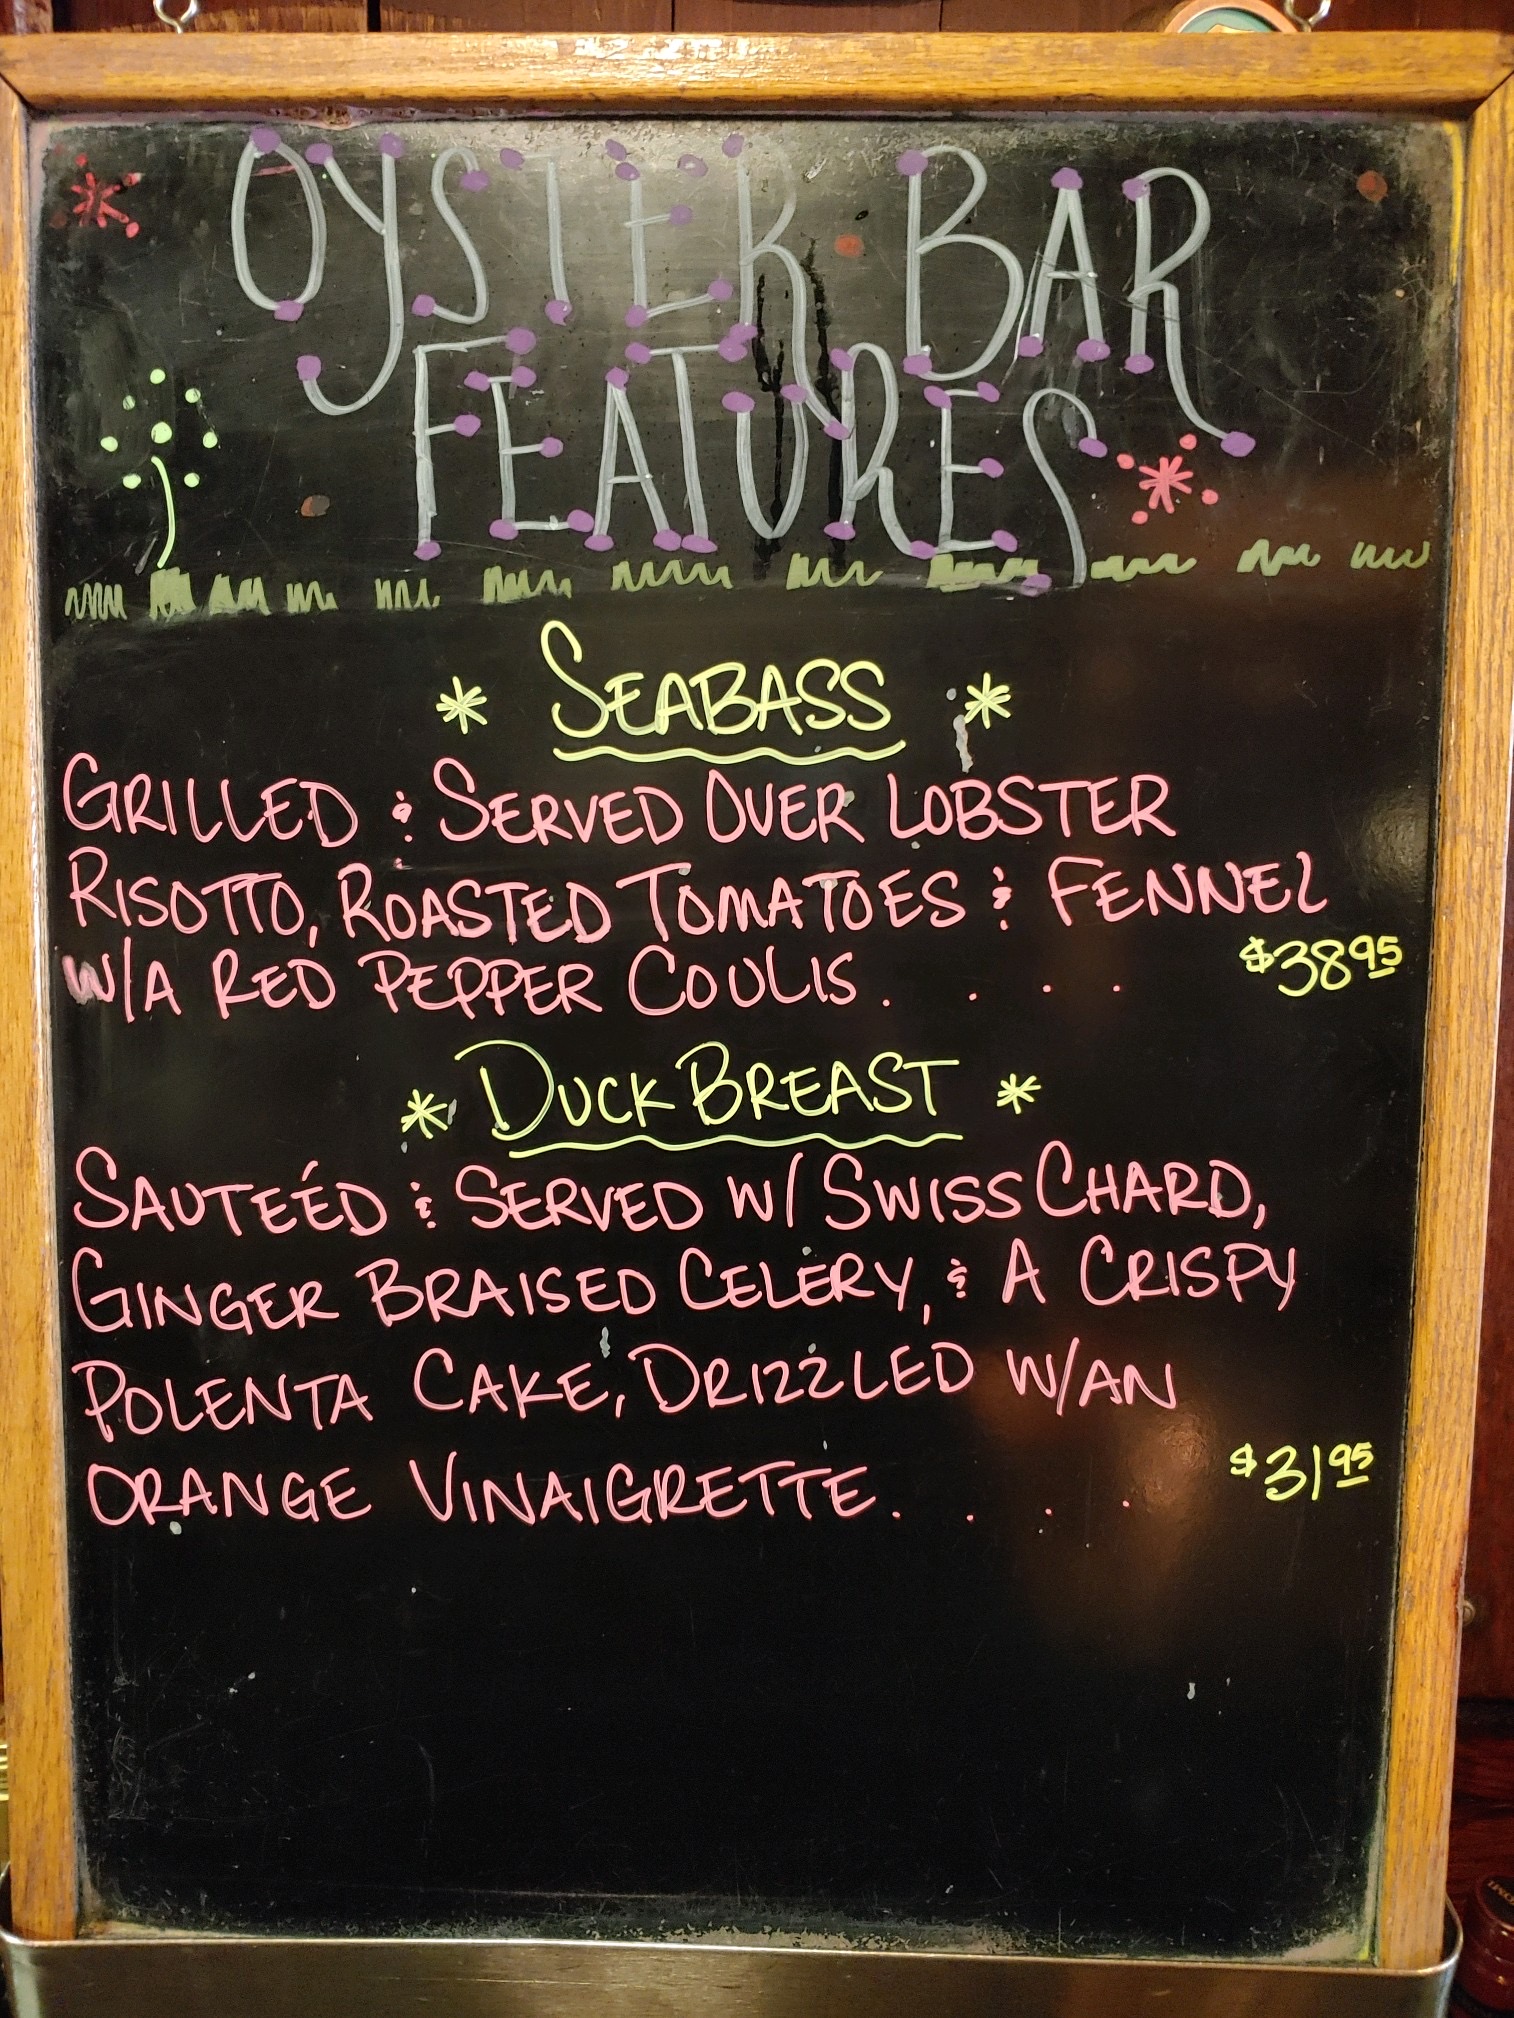 OYSTER BAR
FEATURES
* SEABASS *
GRILLED & SERVED OVER LOBSTER
RISOTTO, ROASTED TOMATOES & FENNEL
W/A RED PEPPER COULIS. . . . $38.95
* DUCK BREAST *
SAUTEÉD & SERVED W/ SWISS CHARD,
GINGER BRAISED CELERY, & A CRISPY
POLENTA CAKE, DRIZZLED W/AN
ORANGE VINAIGRETTE. . . . $31.95